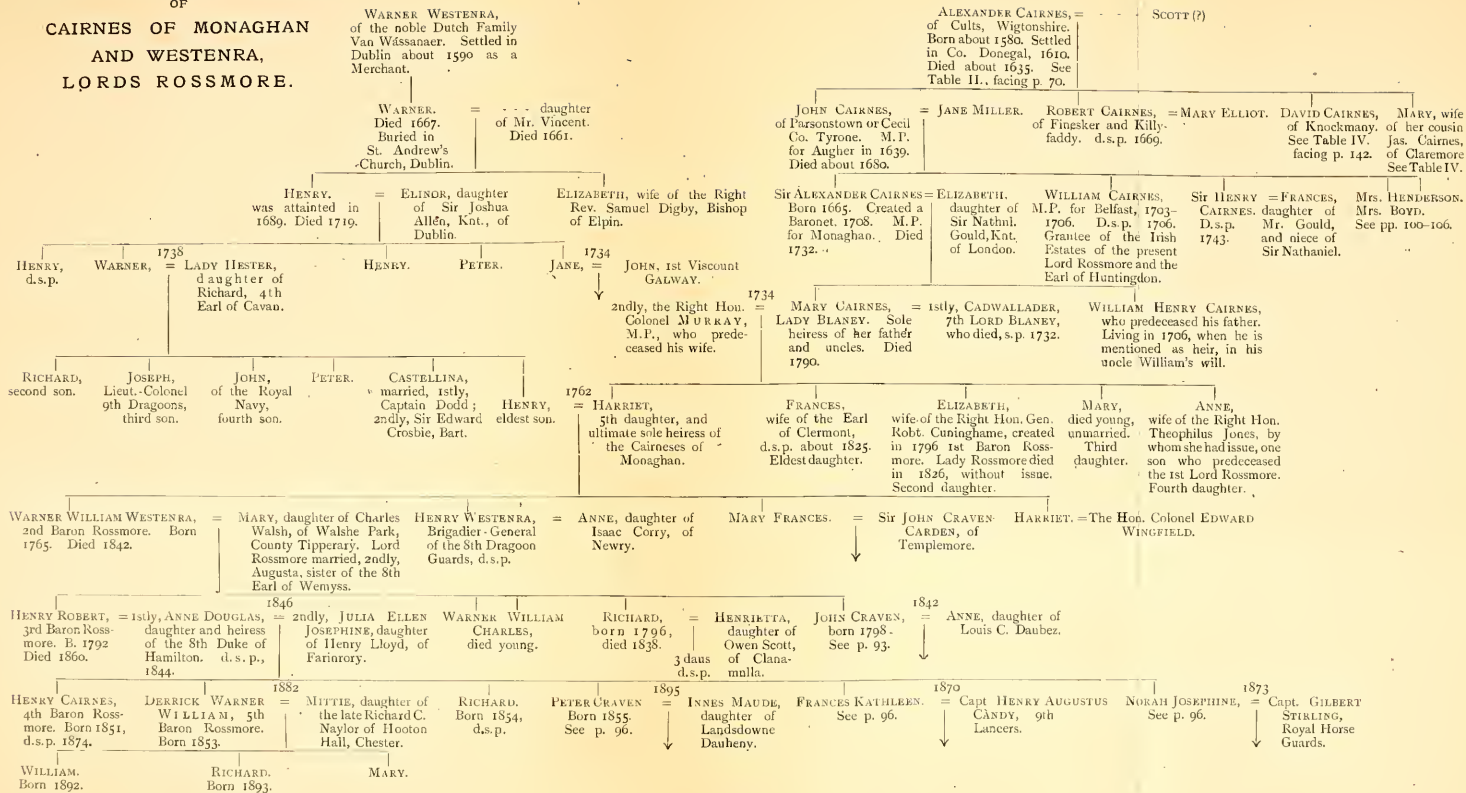 OF
CAIRNES OF MONAGHAN
AND WESTENRA,
LORDS ROSSMORE.
WARNER WESTENRA,
of the noble Dutch Family
Van Wassanaer. Settled in
Dublin about 1590 as a
Merchant.
ALEXANDER CAIRNES, = - - SCOTT (?)
of Cults, Wigtonshire.
Born about 1580. Settled
in Co. Donegal, 1610.
Died about 1635. See
Table II., facing p. 70.
WARNER. = - - - daughter
Died 1667. of Mr. Vincent.
Buried in Died 1661.
St. Andrew's
Church, Dublin.
JOHN CAIRNES, = JANE MILLER.
of Parsonstown or Cecil
Co. Tyrone. M.P.
for Augher in 1639.
Died about 1680.
ROBERT CAIRNES, = MARY ELLIOT.
of Finesker and Killy-
faddy. d.s.p. 1669.
DAVID CAIRNES,
of Knockmany.
See Table IV.
facing p. 142.
MARY, wife
of her cousin
Jas. Cairnes,
of Claremore
See Table IV.
HENRY. = ELINOR, daughter
was attainted in of Sir Joshua
1689. Died 1719. Allen, Knt., of
Dublin.
ELIZABETH, wife of the Right
Rev. Samuel Digby, Bishop
of Elpin.
Sir ALEXANDER CAIRNES = ELIZABETH.
Born 1665. Created a daughter of
Baronet. 1708. M.P. Sir Nathnl.
for Monaghan. Died Gould, Knt.
1732. of London.
WILLIAM CAIRNES,
M.P. for Belfast, 1703-
1706. D.s.p. 1706.
Grantee of the Irish
Estates of the present
Lord Rossmore and the
Earl of Huntingdon.
Sir HENRY = FRANCES,
CAIRNES. daughter of
D.s.p. Mr. Gould,
1743. and niece of
Sir Nathaniel.
Mrs. HENDERSON.
Mrs. BOYD.
See pp. 100-106.
HENRY,
d.s.p.
1738
WARNER, = LADY HESTER,
daughter of
Richard, 4th
Earl of Cavan.
HENRY.
PETER.
1734
JANE, = JOHN, 1st Viscount
GALWAY.
1734
2ndly, the Right Hon. = MARY CAIRNES, = 1stly, CADWALLADER,
Colonel MURRAY, LADY BLANEY. Sole 7th LORD BLANEY,
M.P., who prede- heiress of her father who died, s.p. 1732.
ceased his wife. and uncles. Died
1790.
WILLIAM HENRY CAIRNES,
who predeceased his father.
Living in 1706, when he is
mentioned as heir, in his
uncle William's will.
RICHARD,
second son.
JOSEPH,
Lieut.-Colonel
9th Dragoons,
third son.
JOHN,
of the Royal
Navy,
fourth son.
PETER.
CASTELLINA,
married, 1stly,
Captain Dodd;
2ndly, Sir Edward
Crosbie, Bart.
1762
HENRY, = HARRIET,
eldest son. 5th daughter, and
ultimate sole heiress of
the Cairneses of
Monaghan.
FRANCES,
wife of the Earl
of Clermont,
d.s.p. about 1825.
Eldest daughter.
ELIZABETH,
wife of the Right Hon. Gen.
Robt. Cuninghame, created
in 1796 1st Baron Ross-
more. Lady Rossmore died
in 1826, without issue.
Second daughter.
MARY,
died young,
unmarried.
Third
daughter.
ANNE,
wife of the Right Hon.
Theophilus Jones, by
whom she had issue, one
son who predeceased
the 1st Lord Rossmore.
Fourth daughter.
WARNER WILLIAM WESTENRA, = MARY, daughter of Charles
2nd Baron Rossmore. Born Walsh, of Walshe Park,
1765. Died 1842. County Tipperary. Lord
Rossmore married, 2ndly,
Augusta, sister of the 8th
Earl of Wemyss.
HENRY WESTENRA, = ANNE, daughter of
Brigadier-General Isaac Corry, of
of the 8th Dragoon Newry.
Guards, d.s.p.
MARY FRANCES. = Sir JOHN CRAVEN
CARDEN, of
Templemore.
HARRIET. = The Hon. Colonel EDWARD
WINGFIELD.
1846
HENRY ROBERT, = 1stly, ANNE DOUGLAS, = 2ndly, JULIA ELLEN
3rd Baron Ross- daughter and heiress JOSEPHINE, daughter
more. B. 1792 of the 8th Duke of of Henry Lloyd, of
Died 1860. Hamilton. d.s.p., Farinrory.
1844.
WARNER WILLIAM
CHARLES,
died young.
RICHARD, = HENRIETTA,
born 1796, daughter of
died 1838. Owen Scott,
3 daus of Clana-
d.s.p. mulla.
1842
JOHN CRAVEN, = ANNE, daughter of
born 1798. Louis C. Daubez.
See p. 93.
HENRY CAIRNES,
4th Baron Ross-
more. Born 1851,
d.s.p. 1874.
1882
DERRICK WARNER = MITTIE, daughter of
WILLIAM, 5th the late Richard C.
Baron Rossmore. Naylor of Hooton
Born 1853. Hall, Chester.
RICHARD.
Born 1854,
d.s.p.
1895
PETER CRAVEN = INNES MAUDE,
Born 1855. daughter of
See p. 96. Landsdowne
Dauheny.
1870
FRANCES KATHLEEN. = Capt HENRY AUGUSTUS
See p. 96. CANDY, 9th
Lancers.
1873
NORAH JOSEPHINE, = Capt. GILBERT
See p. 96. STIRLING,
Royal Horse
Guards.
WILLIAM.
Born 1892.
RICHARD.
Born 1893.
MARY.